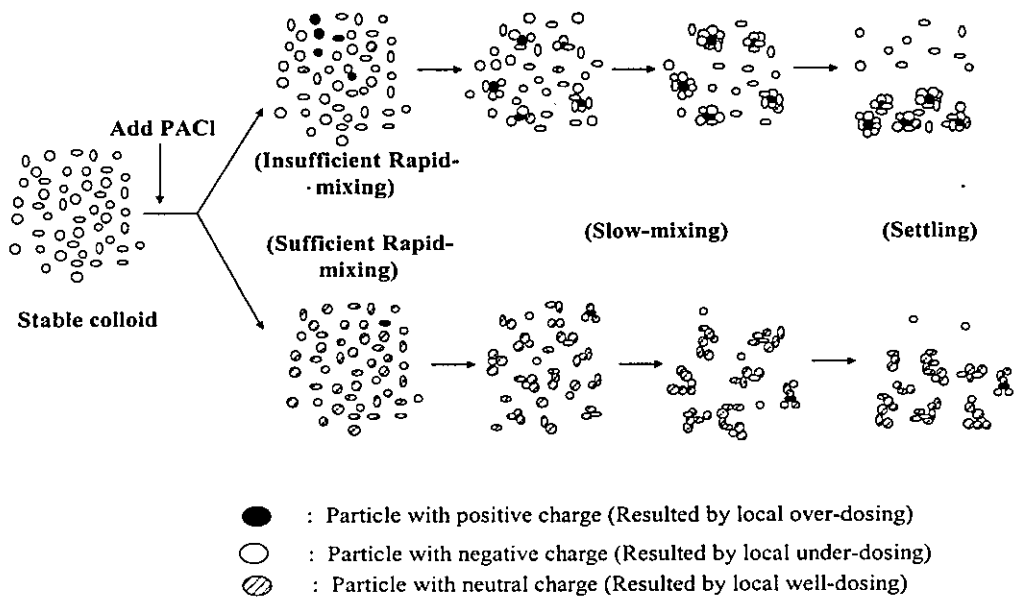 Add PACl
(Insufficient Rapid-
mixing)
(Sufficient Rapid-
mixing)
(Slow-mixing)
(Settling)
Stable colloid
: Particle with positive charge (Resulted by local over-dosing)
: Particle with negative charge (Resulted by local under-dosing)
: Particle with neutral charge (Resulted by local well-dosing)